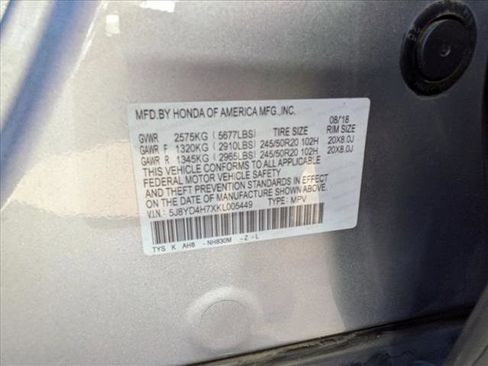 MFD.BY HONDA OF AMERICA MFG.,INC. 08/18
GVWR 2575KG ( 5677LBS) TIRE SIZE RIM SIZE
GAWR F 1320KG ( 2910LBS) 245/50R20 102H 20X8.0J
GAWR R 1345KG ( 2965LBS) 245/50R20 102H 20X8.0J
THIS VEHICLE CONFORMS TO ALL APPLICABLE
FEDERAL MOTOR VEHICLE SAFETY
AND THEFT PREVENTION STANDARDS IN EFFECT
ON THE DATE OF MANUFACTURE SHOWN ABOVE.
V.I.N.: 5J8YD4H7XKL005449 TYPE: MPV
TYS K AH8 -NH830M -Z -L